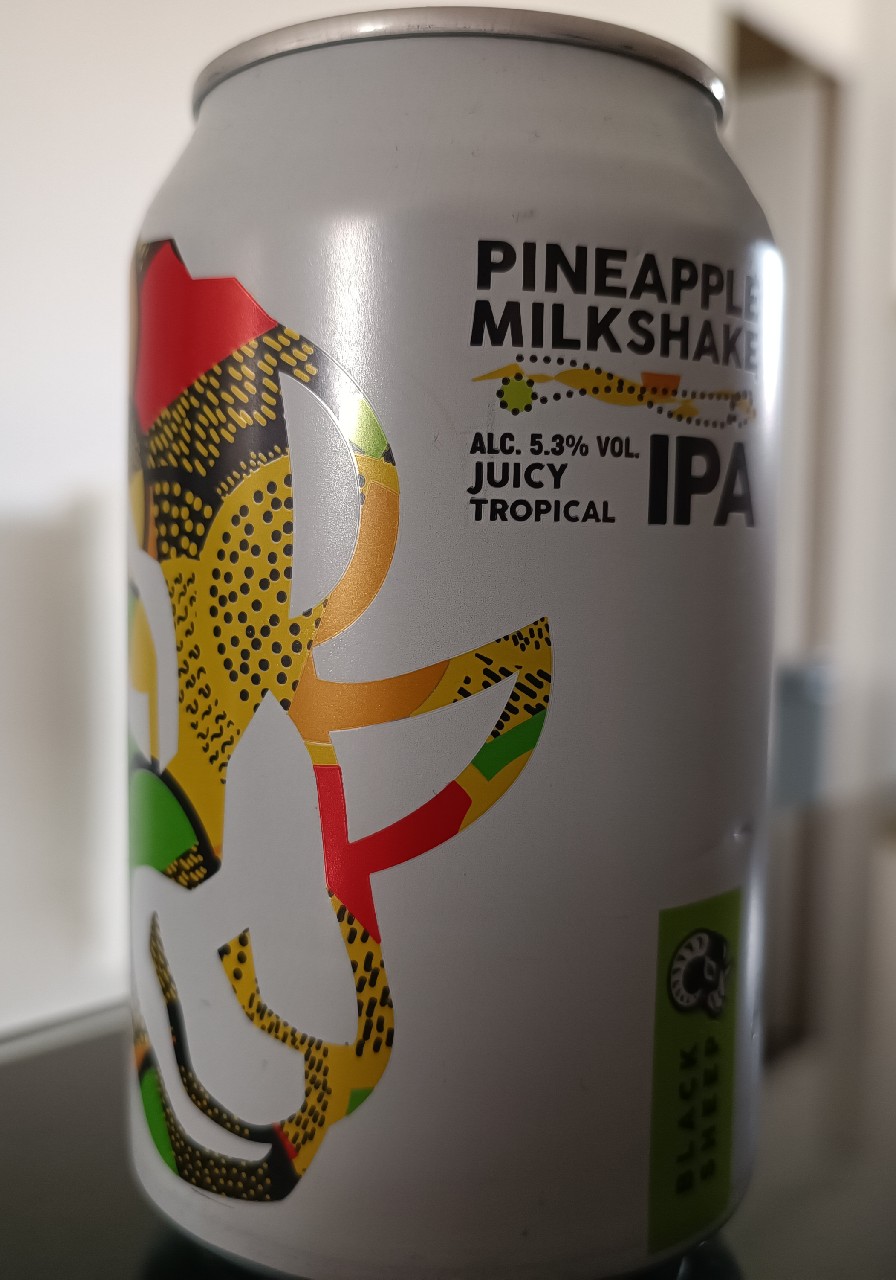 PINEAPPLE
MILKSHAKE
ALC. 5.3% VOL.
JUICY
TROPICAL
IPA
BLACK
SHEEP